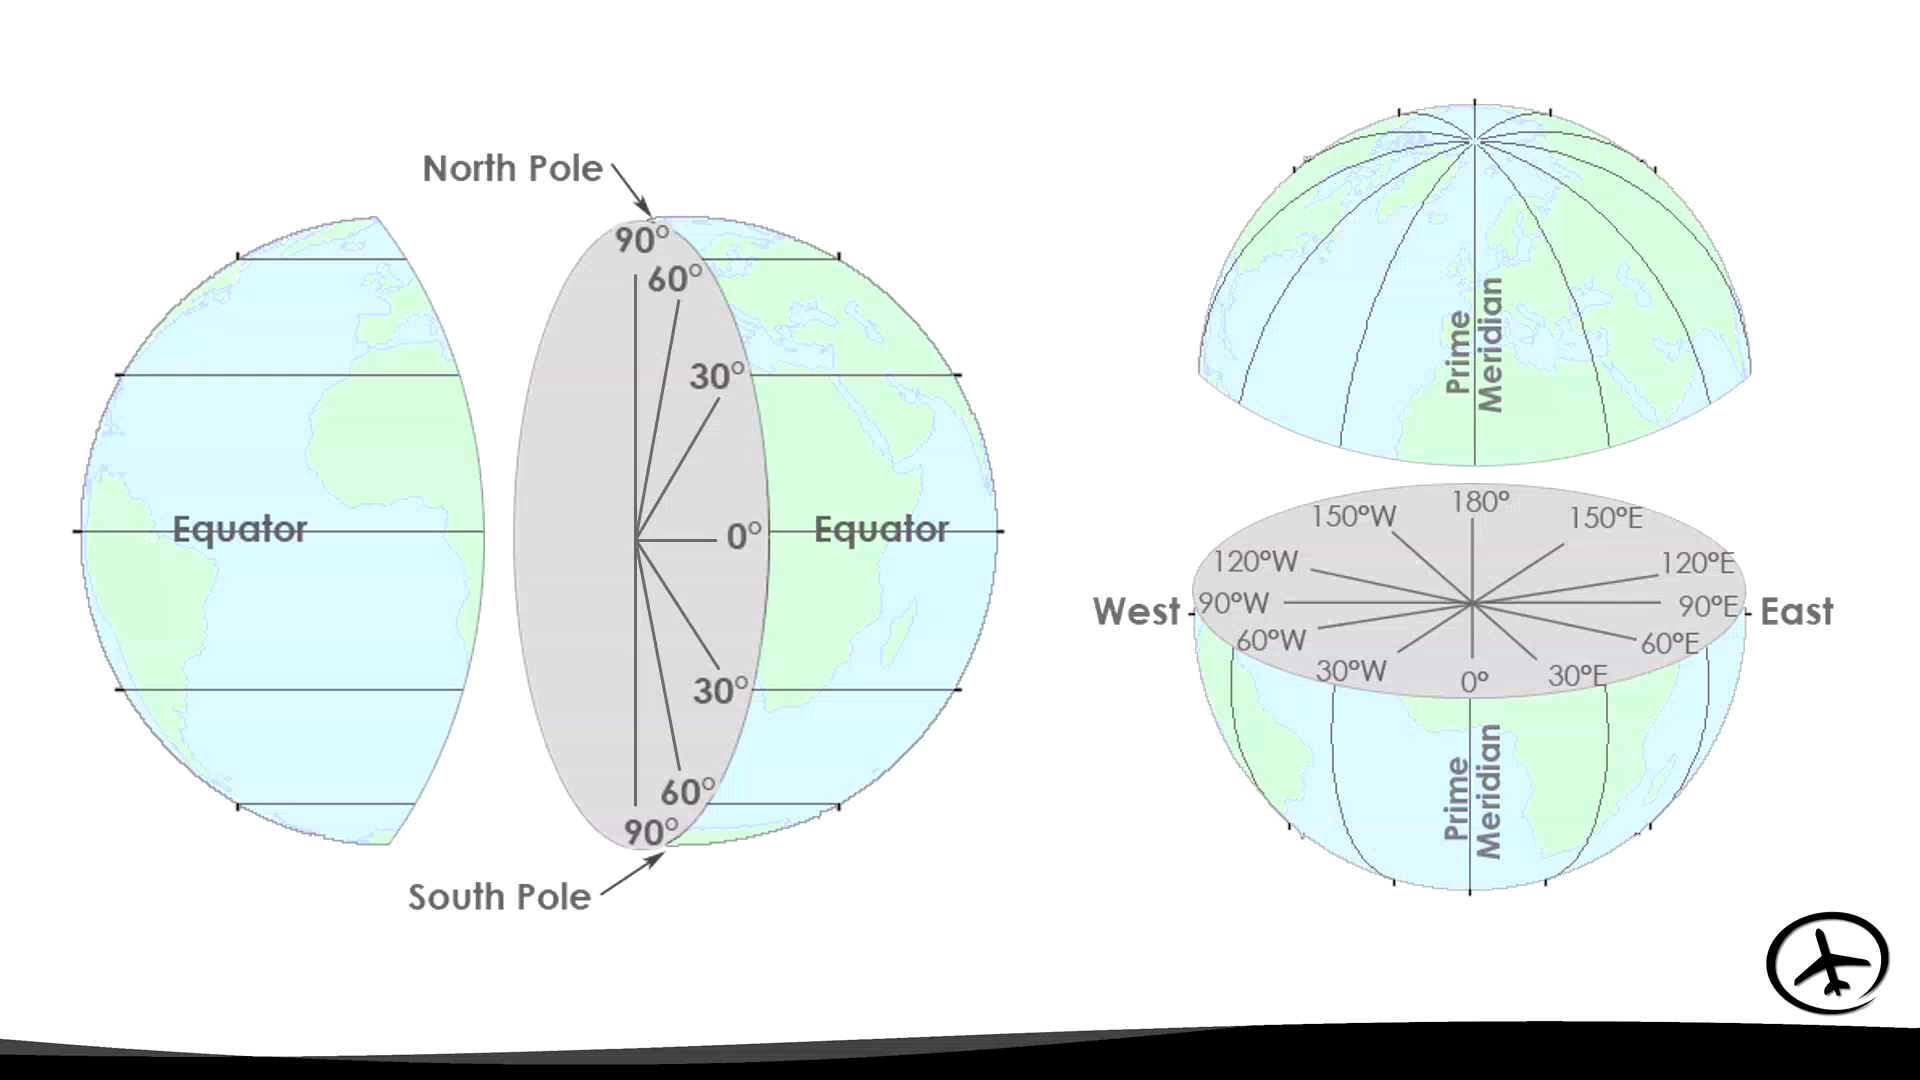 North Pole
90°
60°
30°
0°
Equator
Equator
30°
60°
90°
South Pole
Prime
Meridian
180°
150°W
150°E
120°W
120°E
West
90°W
90°E
East
60°W
60°E
30°W
0°
30°E
Prime
Meridian